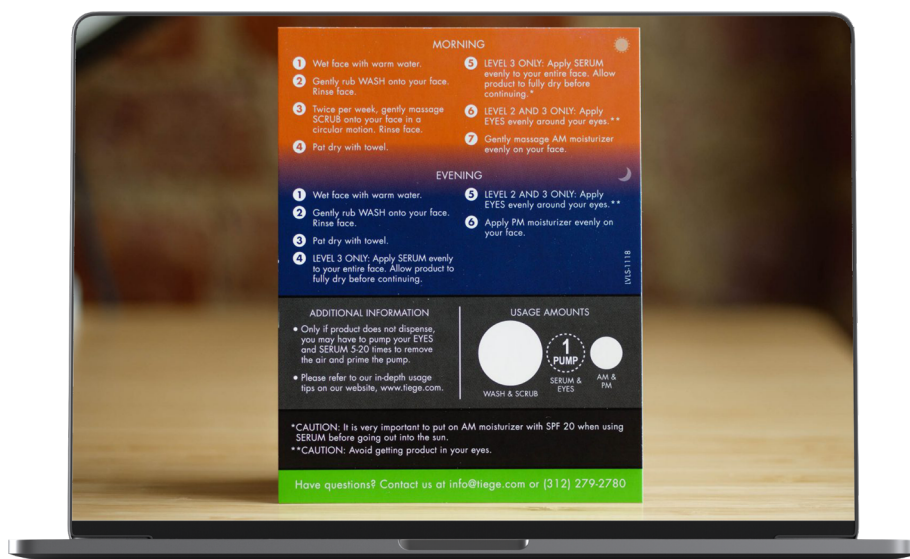 MORNING
1 Wet face with warm water.
2 Gently rub WASH onto your face.
Rinse face.
3 Twice per week, gently massage
SCRUB onto your face in a
circular motion. Rinse face.
4 Pat dry with towel.
5 LEVEL 3 ONLY: Apply SERUM
evenly to your entire face. Allow
product to fully dry before
continuing.*
6 LEVEL 2 AND 3 ONLY: Apply
EYES evenly around your eyes.**
7 Gently massage AM moisturizer
evenly on your face.
EVENING
1 Wet face with warm water.
2 Gently rub WASH onto your face.
Rinse face.
3 Pat dry with towel.
4 LEVEL 3 ONLY: Apply SERUM evenly
to your entire face. Allow product to
fully dry before continuing.
5 LEVEL 2 AND 3 ONLY: Apply
EYES evenly around your eyes.**
6 Apply PM moisturizer evenly on
your face.
LVLS-1118
ADDITIONAL INFORMATION
• Only if product does not dispense,
you may have to pump your EYES
and SERUM 5-20 times to remove
the air and prime the pump.
• Please refer to our in-depth usage
tips on our website, www.tiege.com.
USAGE AMOUNTS
WASH & SCRUB
1
PUMP
SERUM &
EYES
AM &
PM
*CAUTION: It is very important to put on AM moisturizer with SPF 20 when using
SERUM before going out into the sun.
**CAUTION: Avoid getting product in your eyes.
Have questions? Contact us at info@tiege.com or (312) 279-2780